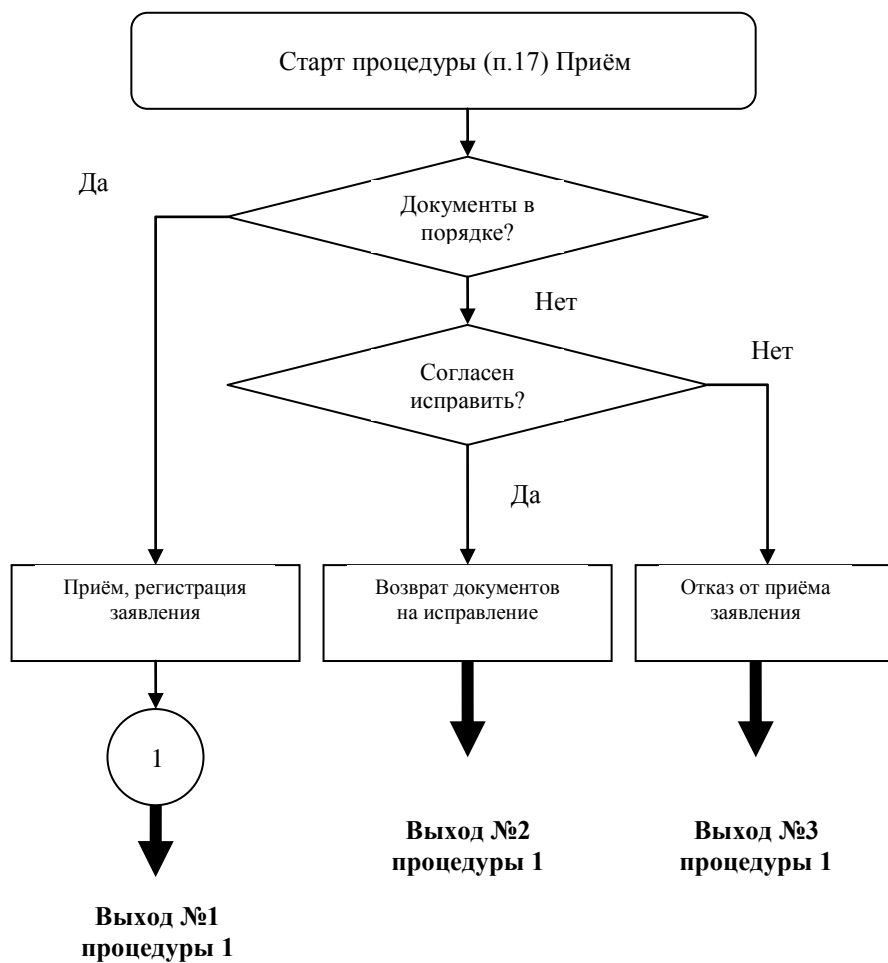 Старт процедуры (п.17) Приём
Да
Документы в
порядке?
Нет
Нет
Согласен
исправить?
Да
Приём, регистрация
заявления
Возврат документов
на исправление
Отказ от приёма
заявления
1
Выход №2
процедуры 1
Выход №3
процедуры 1
Выход №1
процедуры 1